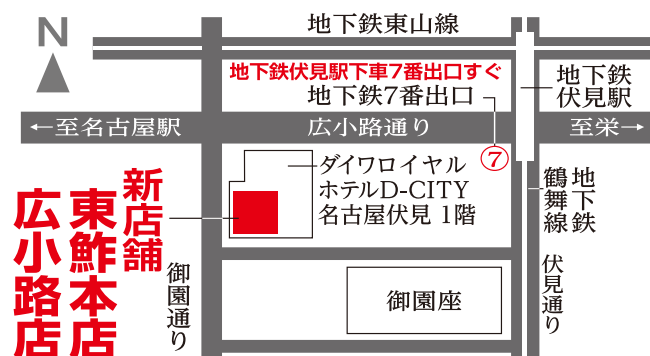 N
地下鉄東山線
地下鉄伏見駅下車7番出口すぐ
地下鉄7番出口
地下鉄
伏見駅
←至名古屋駅
広小路通り
至栄→
⑦
ダイワロイヤル
ホテルD-CITY
名古屋伏見 1階
新店舗
東鮓本店
広小路店
地下鉄
鶴舞線
御園通り
御園座
伏見通り